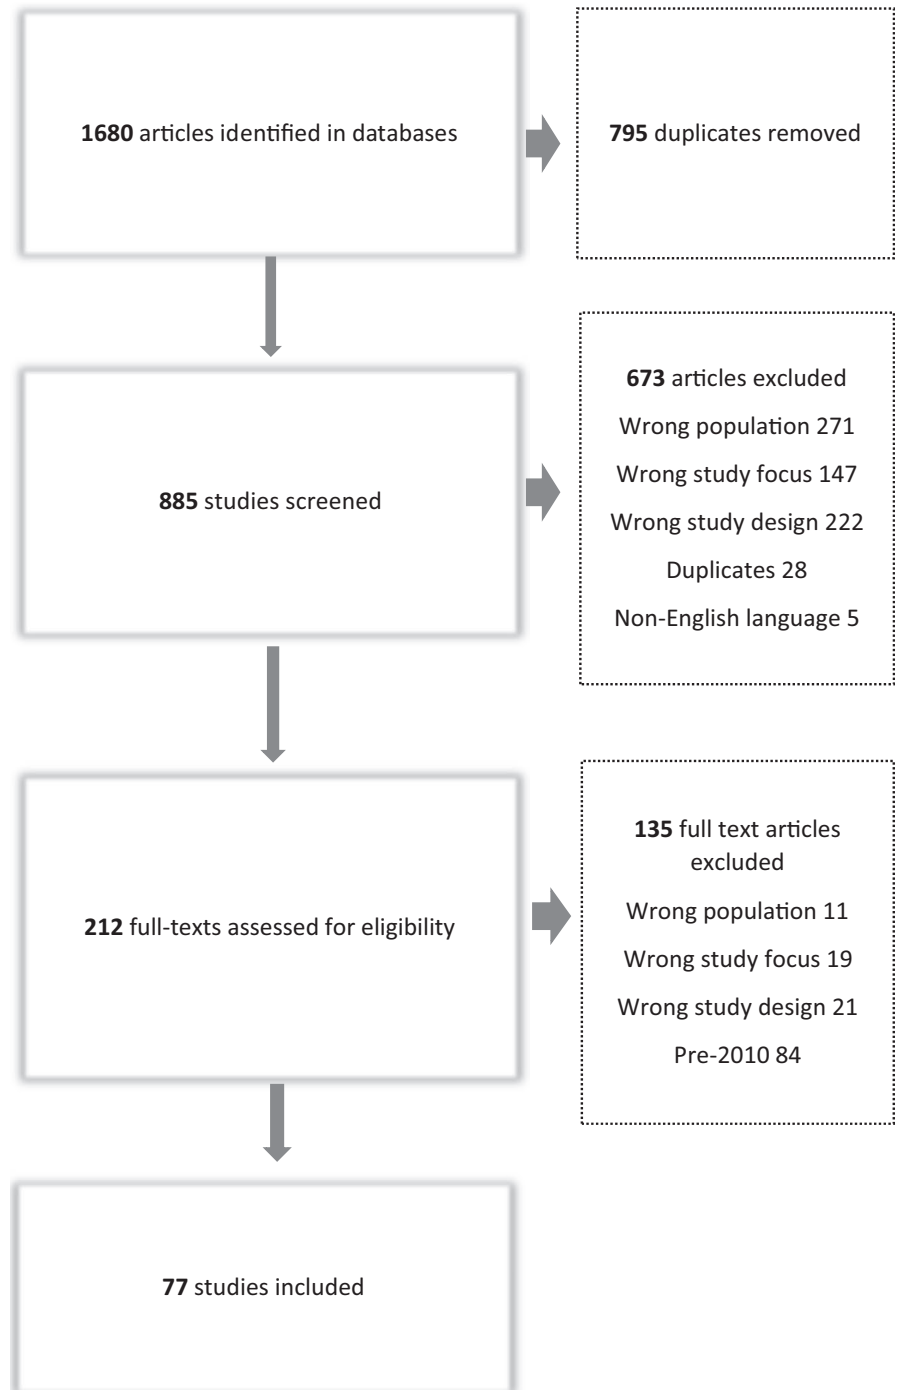 1680 articles identified in databases
795 duplicates removed
885 studies screened
673 articles excluded
Wrong population 271
Wrong study focus 147
Wrong study design 222
Duplicates 28
Non-English language 5
212 full-texts assessed for eligibility
135 full text articles
excluded
Wrong population 11
Wrong study focus 19
Wrong study design 21
Pre-2010 84
77 studies included